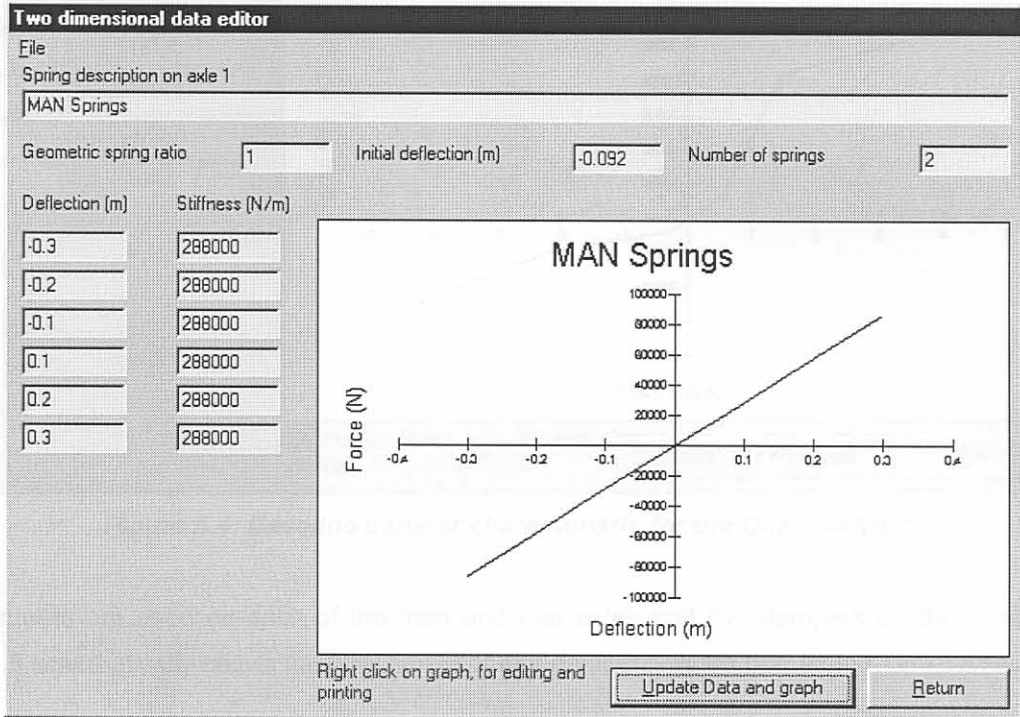 Two dimensional data editor
File
Spring description on axle 1
MAN Springs
Geometric spring ratio 1 Initial deflection (m) -0.092 Number of springs 2
Deflection (m) Stiffness (N/m)
-0.3 288000
-0.2 288000
-0.1 288000
0.1 288000
0.2 288000
0.3 288000
MAN Springs
100000
80000
60000
40000
20000
-0.4 -0.3 -0.2 -0.1 0.1 0.2 0.3 0.4
-20000
-40000
-60000
-80000
-100000
Force (N)
Deflection (m)
Right click on graph, for editing and
printing
Update Data and graph
Return